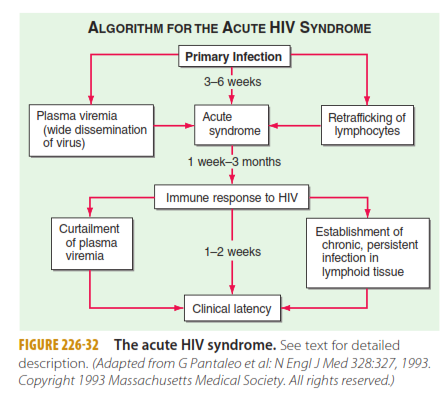 ALGORITHM FOR THE ACUTE HIV SYNDROME
Primary Infection
3–6 weeks
Plasma viremia
(wide dissemination
of virus)
Acute
syndrome
Retrafficking of
lymphocytes
1 week–3 months
Immune response to HIV
Curtailment
of plasma
viremia
1–2 weeks
Establishment of
chronic, persistent
infection in
lymphoid tissue
Clinical latency
FIGURE 226-32 The acute HIV syndrome. See text for detailed
description. (Adapted from G Pantaleo et al: N Engl J Med 328:327, 1993.
Copyright 1993 Massachusetts Medical Society. All rights reserved.)